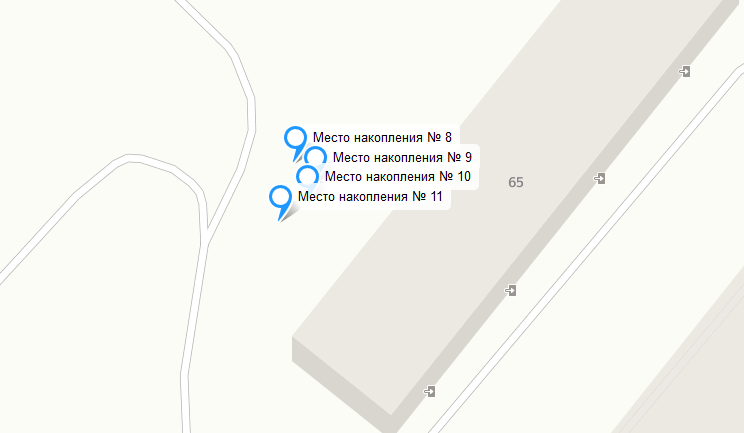 Место накопления № 8
Место накопления № 9
Место накопления № 10
Место накопления № 11
65